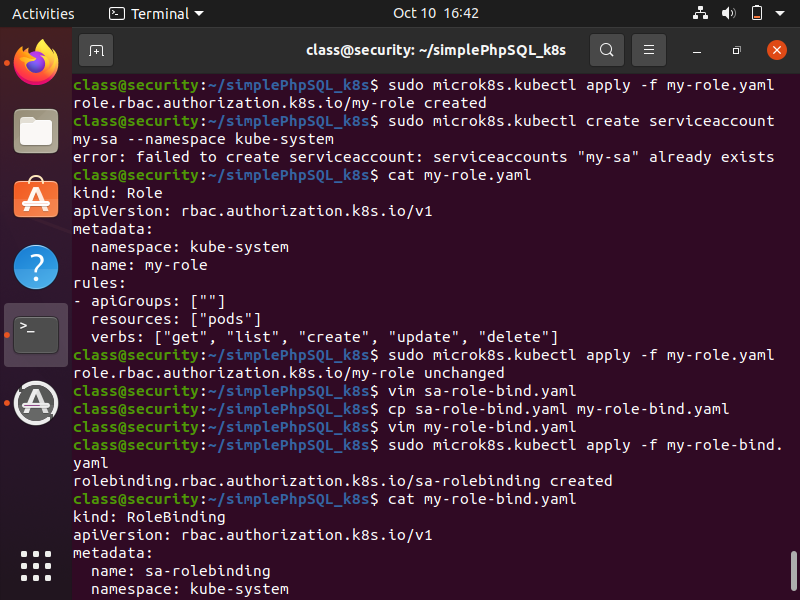 Activities
Terminal
Oct 10 16:42
class@security: ~/simplePhpSQL_k8s
class@security:~/simplePhpSQL_k8s$ sudo microk8s.kubectl apply -f my-role.yaml
role.rbac.authorization.k8s.io/my-role created
class@security:~/simplePhpSQL_k8s$ sudo microk8s.kubectl create serviceaccount
my-sa --namespace kube-system
error: failed to create serviceaccount: serviceaccounts "my-sa" already exists
class@security:~/simplePhpSQL_k8s$ cat my-role.yaml
kind: Role
apiVersion: rbac.authorization.k8s.io/v1
metadata:
  namespace: kube-system
  name: my-role
rules:
- apiGroups: [""]
  resources: ["pods"]
  verbs: ["get", "list", "create", "update", "delete"]
class@security:~/simplePhpSQL_k8s$ sudo microk8s.kubectl apply -f my-role.yaml
role.rbac.authorization.k8s.io/my-role unchanged
class@security:~/simplePhpSQL_k8s$ vim sa-role-bind.yaml
class@security:~/simplePhpSQL_k8s$ cp sa-role-bind.yaml my-role-bind.yaml
class@security:~/simplePhpSQL_k8s$ vim my-role-bind.yaml
class@security:~/simplePhpSQL_k8s$ sudo microk8s.kubectl apply -f my-role-bind.
yaml
rolebinding.rbac.authorization.k8s.io/sa-rolebinding created
class@security:~/simplePhpSQL_k8s$ cat my-role-bind.yaml
kind: RoleBinding
apiVersion: rbac.authorization.k8s.io/v1
metadata:
  name: sa-rolebinding
  namespace: kube-system